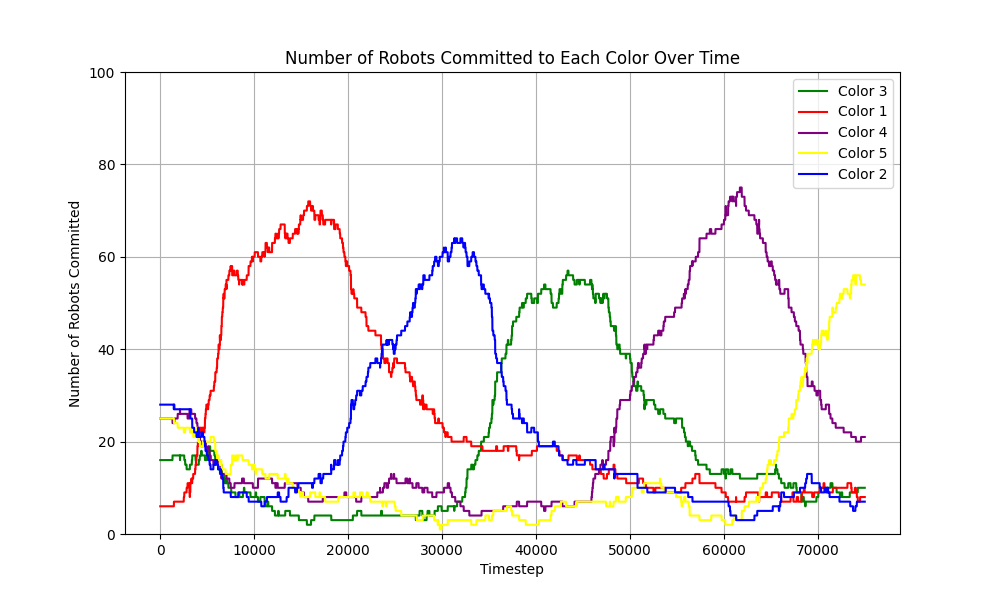 Number of Robots Committed to Each Color Over Time
100
80
60
40
20
0
Number of Robots Committed
0 10000 20000 30000 40000 50000 60000 70000
Timestep
Color 3
Color 1
Color 4
Color 5
Color 2